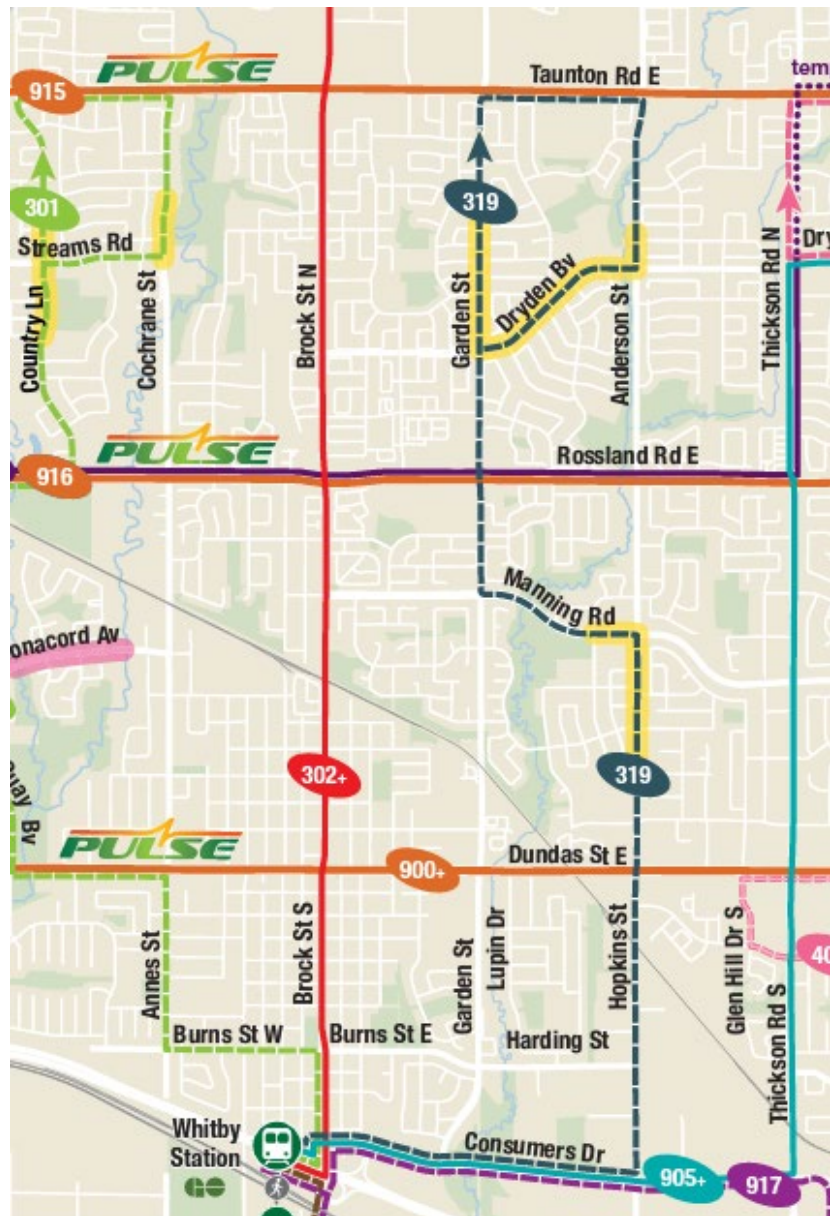 PULSE
915
Taunton Rd E
tem
319
301
Streams Rd
Dry
Country Ln
Cochrane St
Brock St N
Garden St
Dryden Bv
Anderson St
Thickson Rd N
PULSE
916
Rossland Rd E
Manning Rd
onacord Av
302+
319
uay Bv
PULSE
900+
Dundas St E
Annes St
Brock St S
Garden St
Lupin Dr
Hopkins St
Glen Hill Dr S
40
Thickson Rd S
Burns St W
Burns St E
Harding St
Whitby
Station
GO
Consumers Dr
905+
917